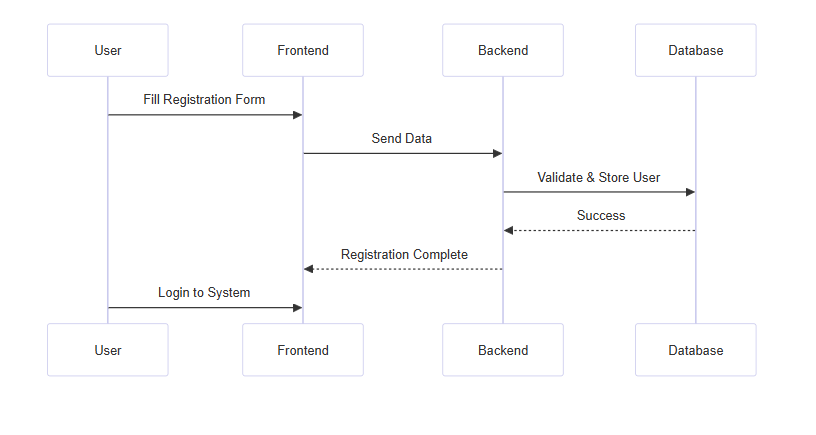 User
Frontend
Backend
Database
Fill Registration Form
Send Data
Validate & Store User
Success
Registration Complete
Login to System
User
Frontend
Backend
Database